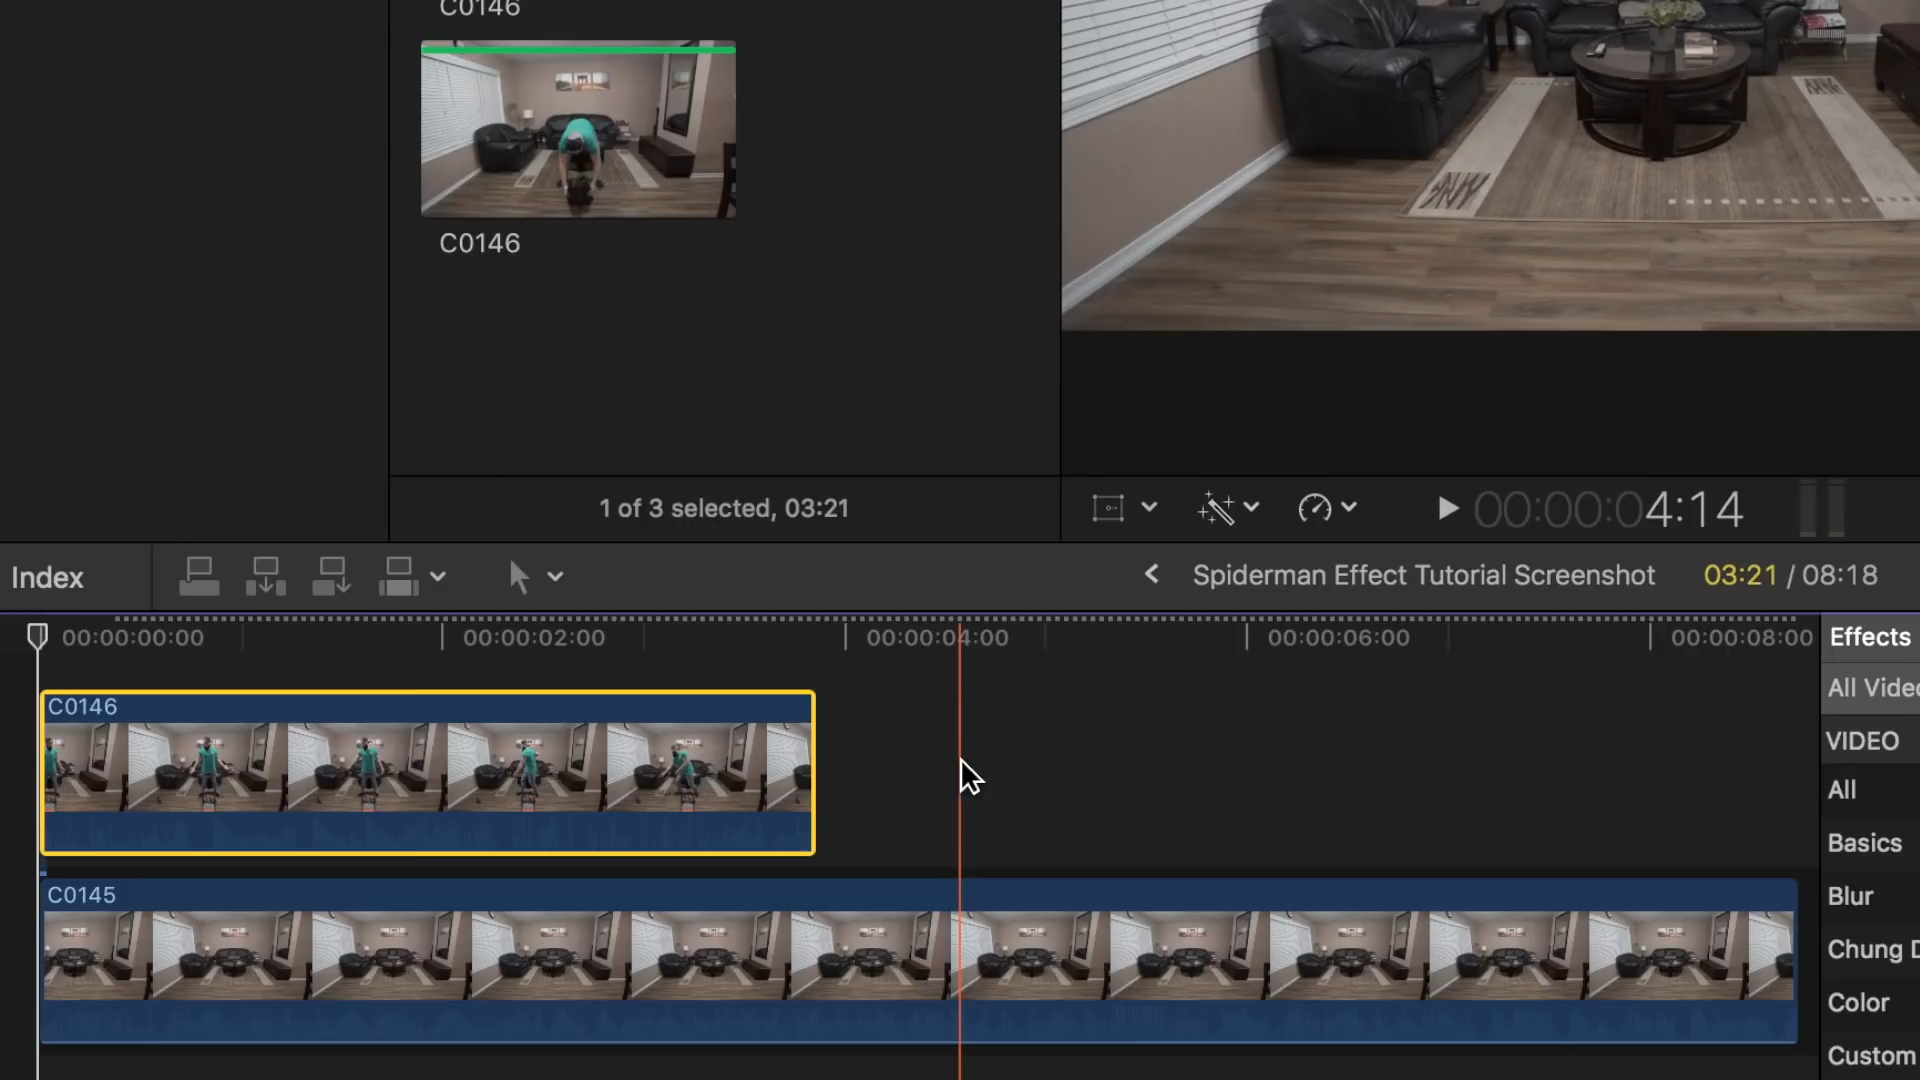 C0146
C0146
1 of 3 selected, 03:21
00:00:04:14
Index
Spiderman Effect Tutorial Screenshot
03:21 / 08:18
00:00:00:00
00:00:02:00
00:00:04:00
00:00:06:00
00:00:08:00
Effects
All Video
C0146
VIDEO
All
Basics
C0145
Blur
Chung D
Color
Custom